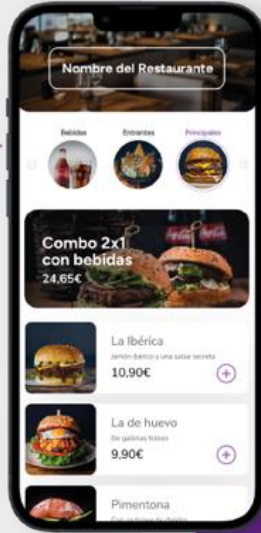 Nombre del Restaurante
Bebidas Entrantes Principales
Combo 2x1
con bebidas
24,65€
La Ibérica
Jamón ibérico y una salsa secreta
10,90€
La de huevo
De gallinas felices
9,90€
Pimentona